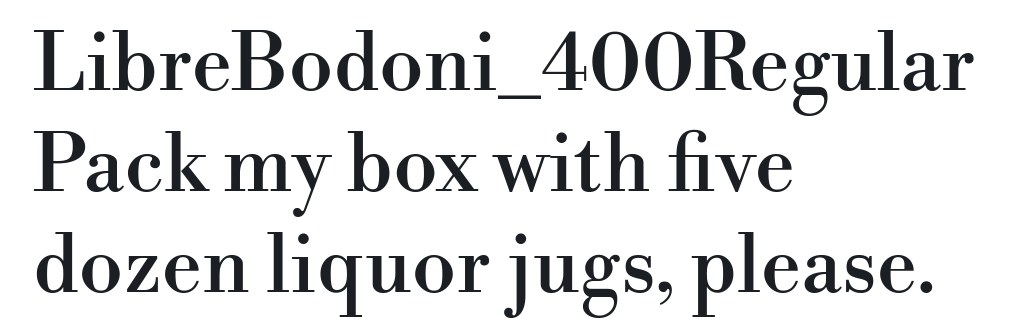 LibreBodoni_400Regular
Pack my box with five
dozen liquor jugs, please.